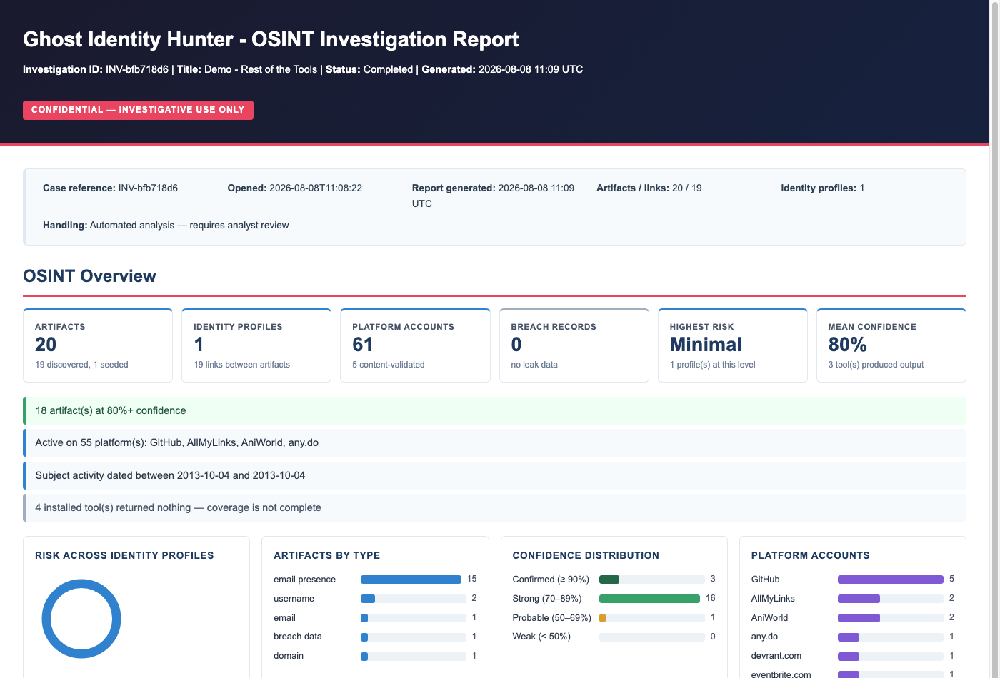 Ghost Identity Hunter - OSINT Investigation Report
Investigation ID: INV-bfb718d6 | Title: Demo - Rest of the Tools | Status: Completed | Generated: 2026-08-08 11:09 UTC
CONFIDENTIAL — INVESTIGATIVE USE ONLY
Case reference: INV-bfb718d6
Opened: 2026-08-08T11:08:22
Report generated: 2026-08-08 11:09
UTC
Artifacts / links: 20 / 19
Identity profiles: 1
Handling: Automated analysis — requires analyst review
OSINT Overview
ARTIFACTS
20
19 discovered, 1 seeded
IDENTITY PROFILES
1
19 links between artifacts
PLATFORM ACCOUNTS
61
5 content-validated
BREACH RECORDS
0
no leak data
HIGHEST RISK
Minimal
1 profile(s) at this level
MEAN CONFIDENCE
80%
3 tool(s) produced output
18 artifact(s) at 80%+ confidence
Active on 55 platform(s): GitHub, AllMyLinks, AniWorld, any.do
Subject activity dated between 2013-10-04 and 2013-10-04
4 installed tool(s) returned nothing — coverage is not complete
RISK ACROSS IDENTITY PROFILES
ARTIFACTS BY TYPE
email presence 15
username 2
email 1
breach data 1
domain 1
CONFIDENCE DISTRIBUTION
Confirmed (≥ 90%) 3
Strong (70–89%) 16
Probable (50–69%) 1
Weak (< 50%) 0
PLATFORM ACCOUNTS
GitHub 5
AllMyLinks 2
AniWorld 2
any.do 1
devrant.com 1
eventbrite.com 1